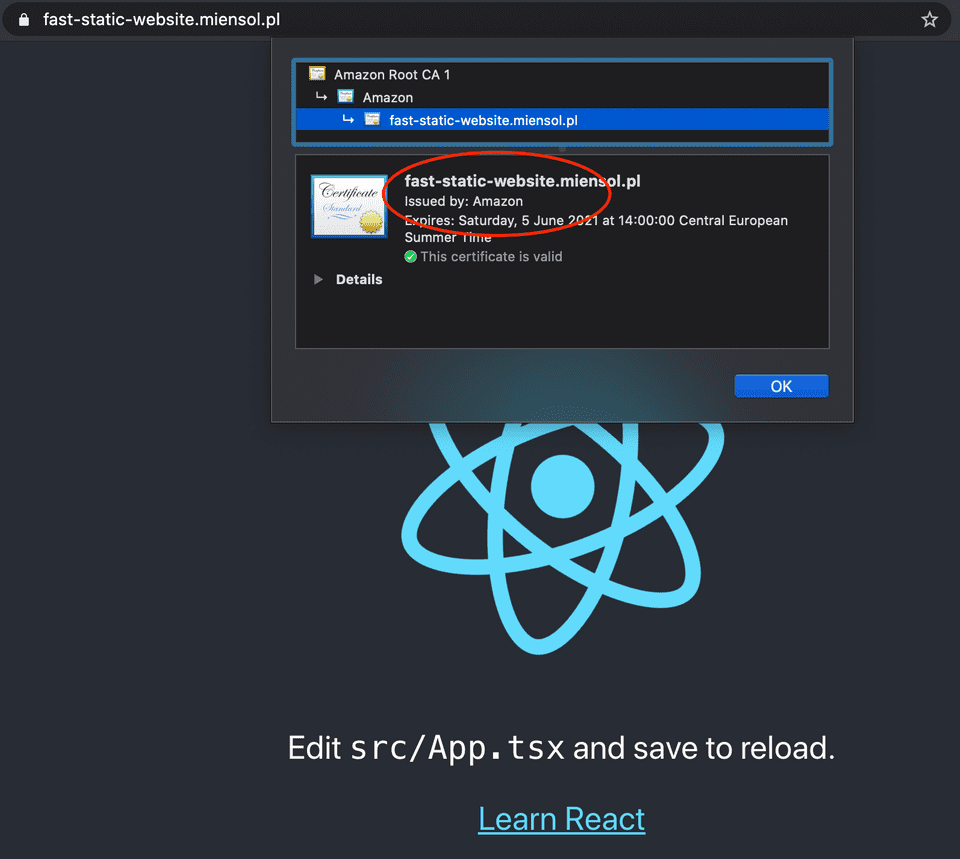 fast-static-website.miensol.pl
Amazon Root CA 1
Amazon
fast-static-website.miensol.pl
Certificate
Standard
fast-static-website.miensol.pl
Issued by: Amazon
Expires: Saturday, 5 June 2021 at 14:00:00 Central European
Summer Time
This certificate is valid
Details
OK
Edit src/App.tsx and save to reload.
Learn React